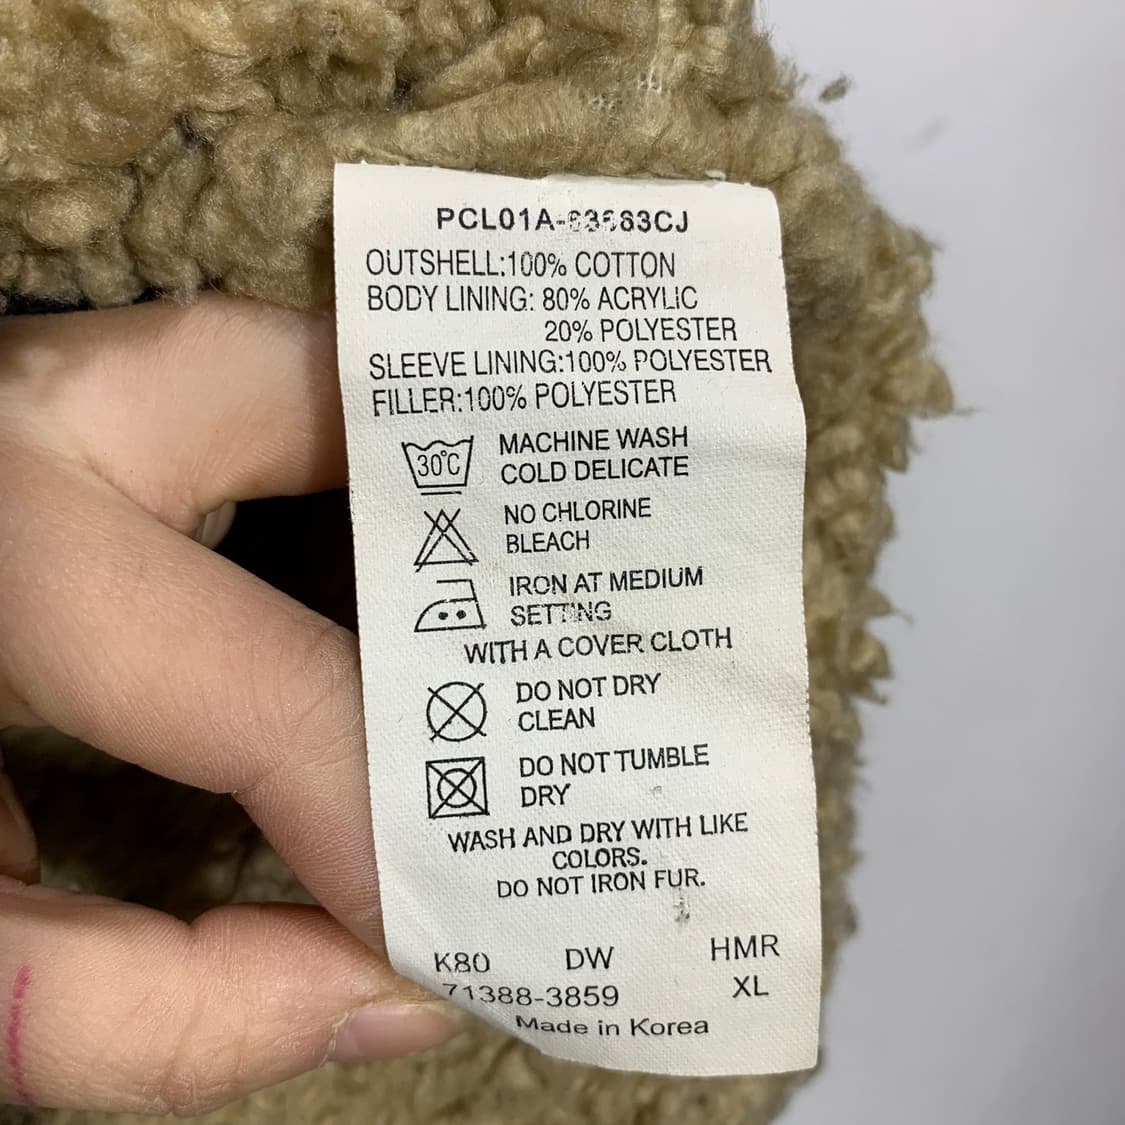 OUTSHELL:100% COTTON
BODY LINING: 80% ACRYLIC
20% POLYESTER
SLEEVE LINING:100% POLYESTER
FILLER:100% POLYESTER
30°C
MACHINE WASH
COLD DELICATE
NO CHLORINE
BLEACH
IRON AT MEDIUM
SETTING
WITH A COVER CLOTH
DO NOT DRY
CLEAN
DO NOT TUMBLE
DRY
WASH AND DRY WITH LIKE
COLORS.
DO NOT IRON FUR.
K80 DW HMR
71388-3859 XL
Made in Korea